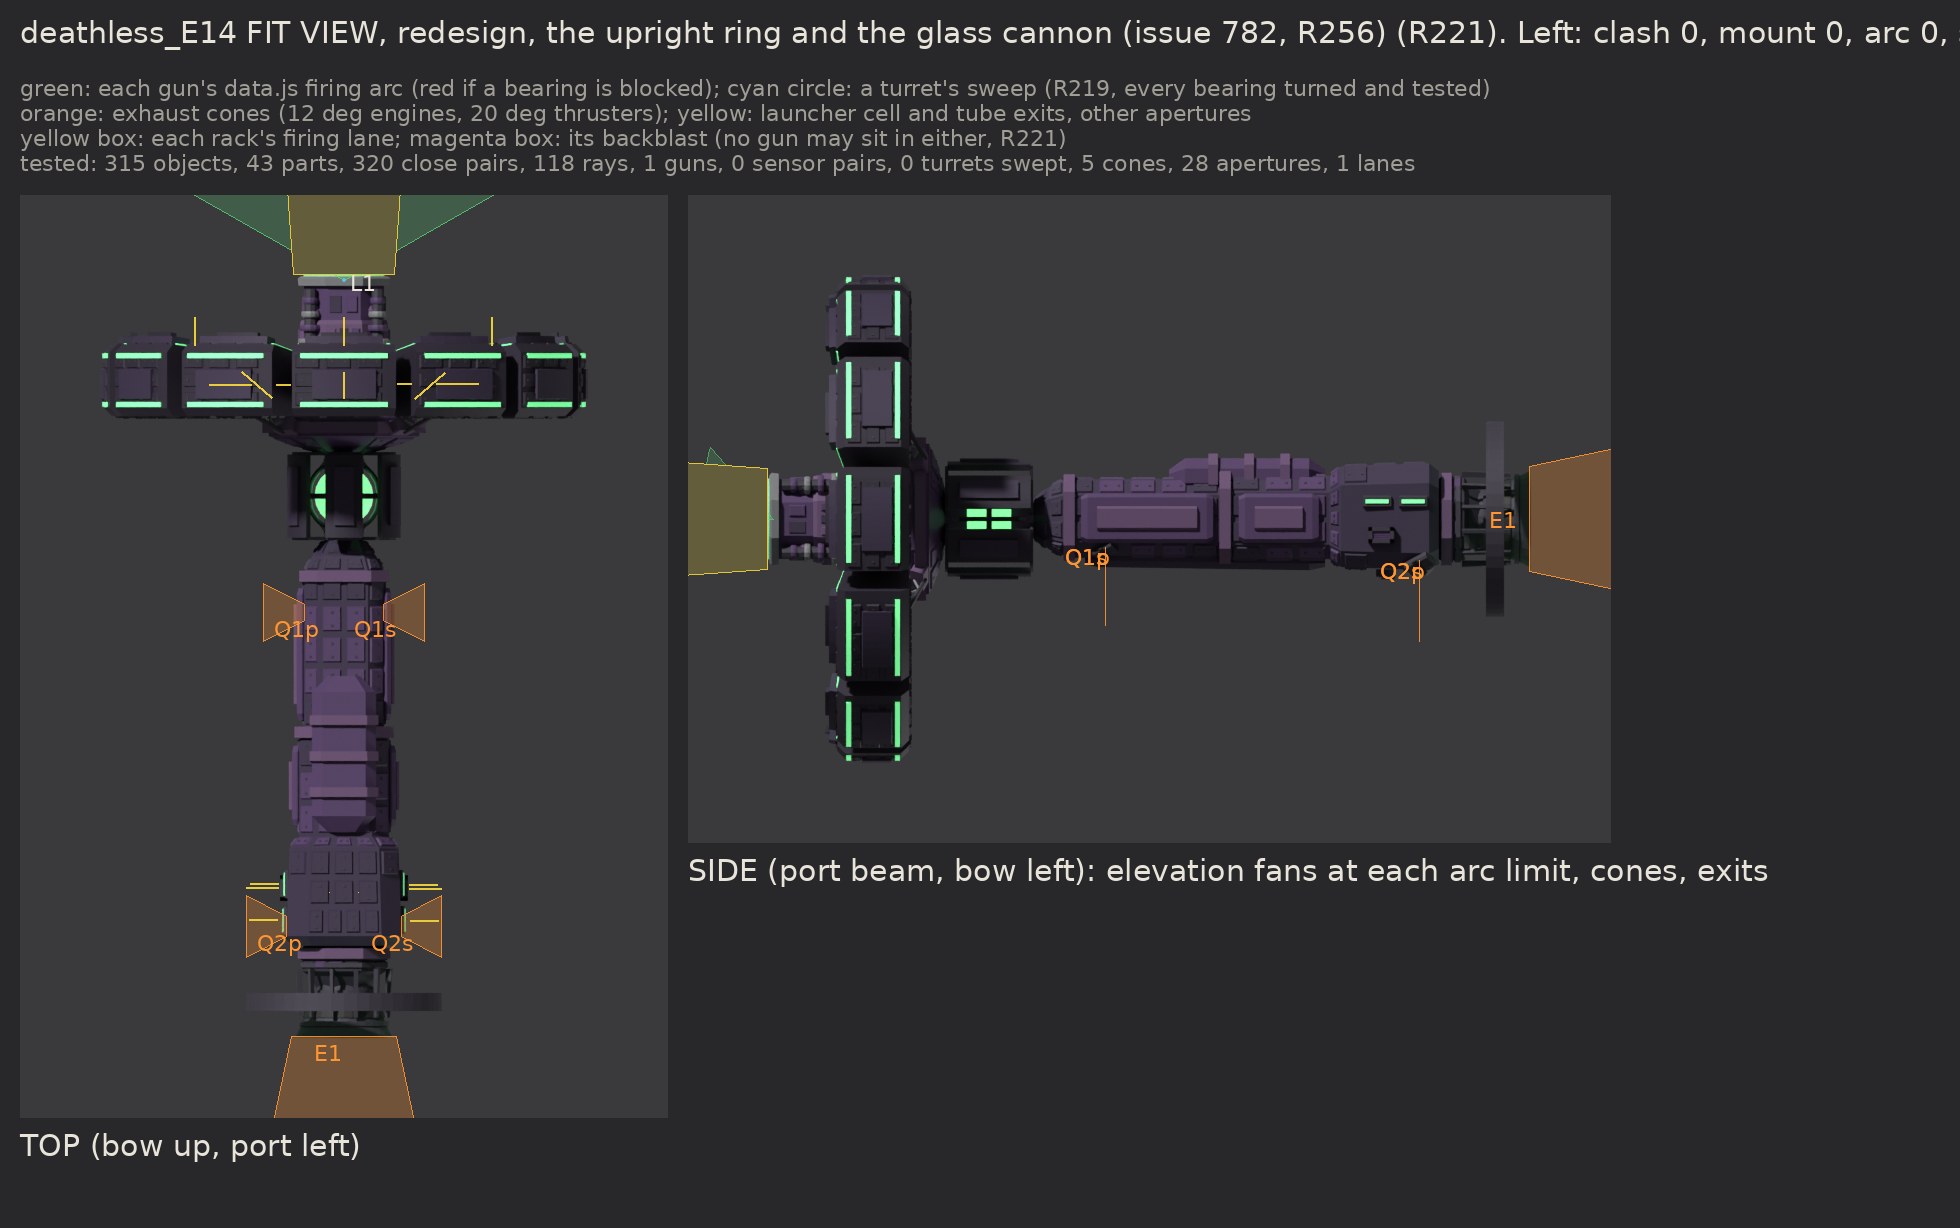 deathless_E14 FIT VIEW, redesign, the upright ring and the glass cannon (issue 782, R256) (R221). Left: clash 0, mount 0, arc 0,
green: each gun's data.js firing arc (red if a bearing is blocked); cyan circle: a turret's sweep (R219, every bearing turned and tested)
orange: exhaust cones (12 deg engines, 20 deg thrusters); yellow: launcher cell and tube exits, other apertures
yellow box: each rack's firing lane; magenta box: its backblast (no gun may sit in either, R221)
tested: 315 objects, 43 parts, 320 close pairs, 118 rays, 1 guns, 0 sensor pairs, 0 turrets swept, 5 cones, 28 apertures, 1 lanes
L1
Q1p
Q1s
Q2p
Q2s
E1
TOP (bow up, port left)
E1
Q1p
Q2p
SIDE (port beam, bow left): elevation fans at each arc limit, cones, exits